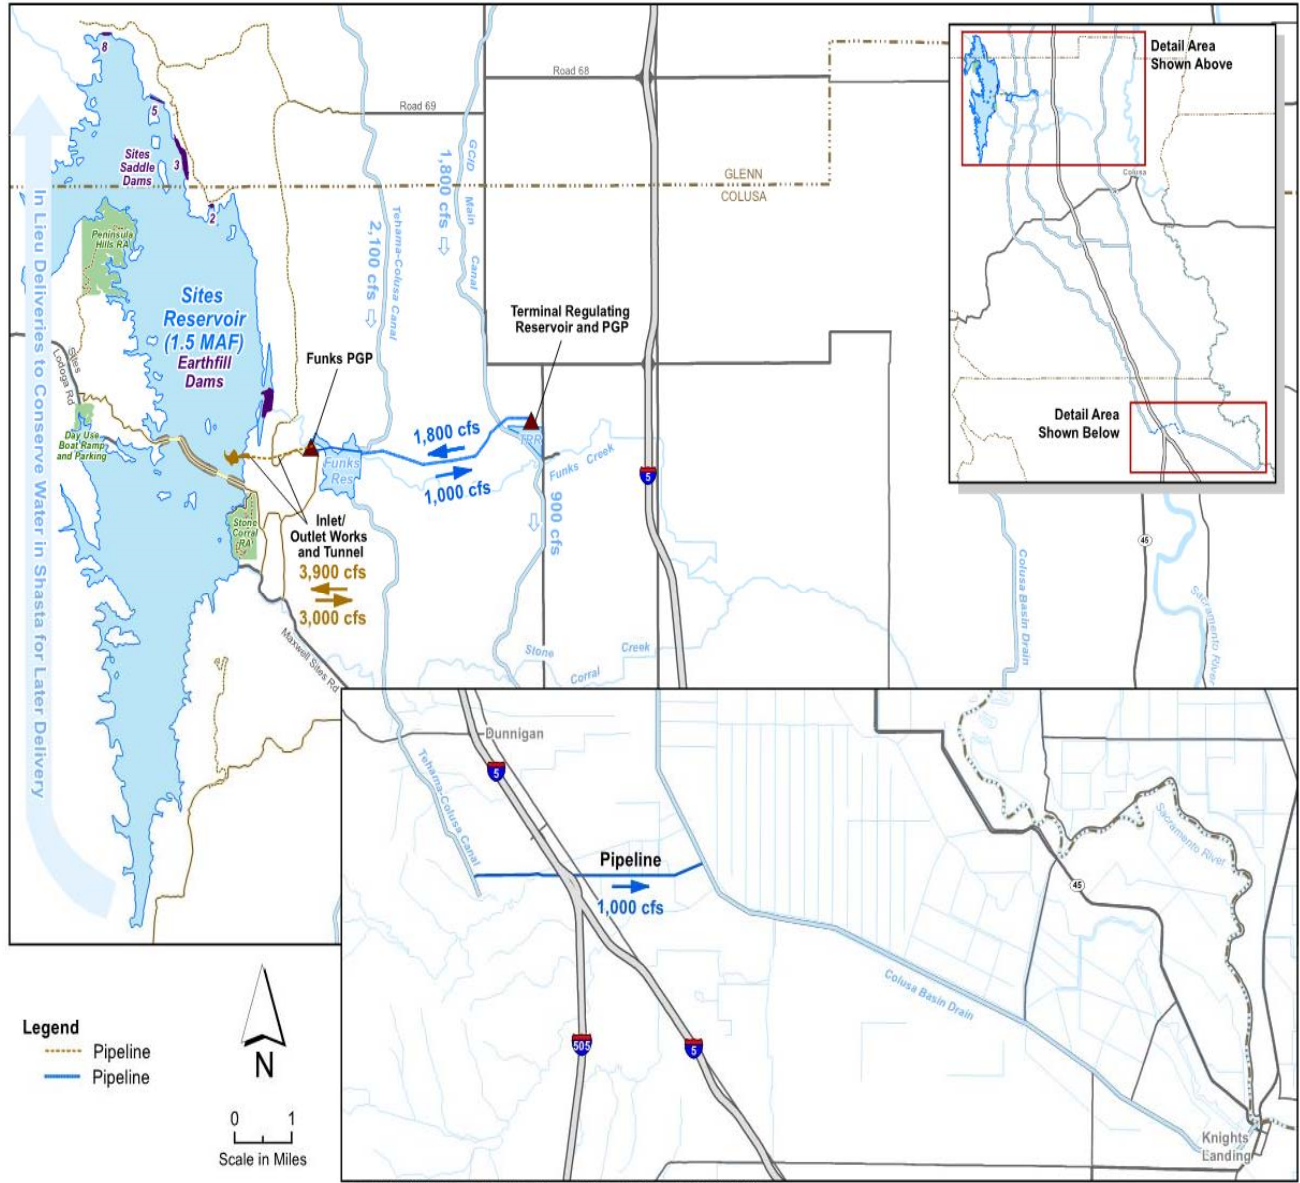 8
5
3
2
Sites
Saddle
Dams
Road 68
Road 69
GLENN
COLUSA
GCID Main Canal
1,800 cfs
Tehama-Colusa Canal
2,100 cfs
Peninsula
Hills RA
Sites
Reservoir
(1.5 MAF)
Earthfill
Dams
In Lieu Deliveries to Conserve Water in Shasta for Later Delivery
Sites
Lodoga Rd
Day Use
Boat Ramp
and Parking
Funks PGP
Terminal Regulating
Reservoir and PGP
1,800 cfs
1,000 cfs
TRR
Funks
Res
Funks Creek
900 cfs
5
Stone
Corral
RA
Inlet/
Outlet Works
and Tunnel
3,900 cfs
3,000 cfs
Maxwell Sites Rd
Stone
Corral
Creek
Detail Area
Shown Above
Colusa
Detail Area
Shown Below
45
Colusa Basin Drain
Sacramento River
Dunnigan
5
Tehama-Colusa Canal
Pipeline
1,000 cfs
Sacramento River
45
Colusa Basin Drain
505
5
Knights
Landing
Legend
Pipeline
Pipeline
N
0 1
Scale in Miles